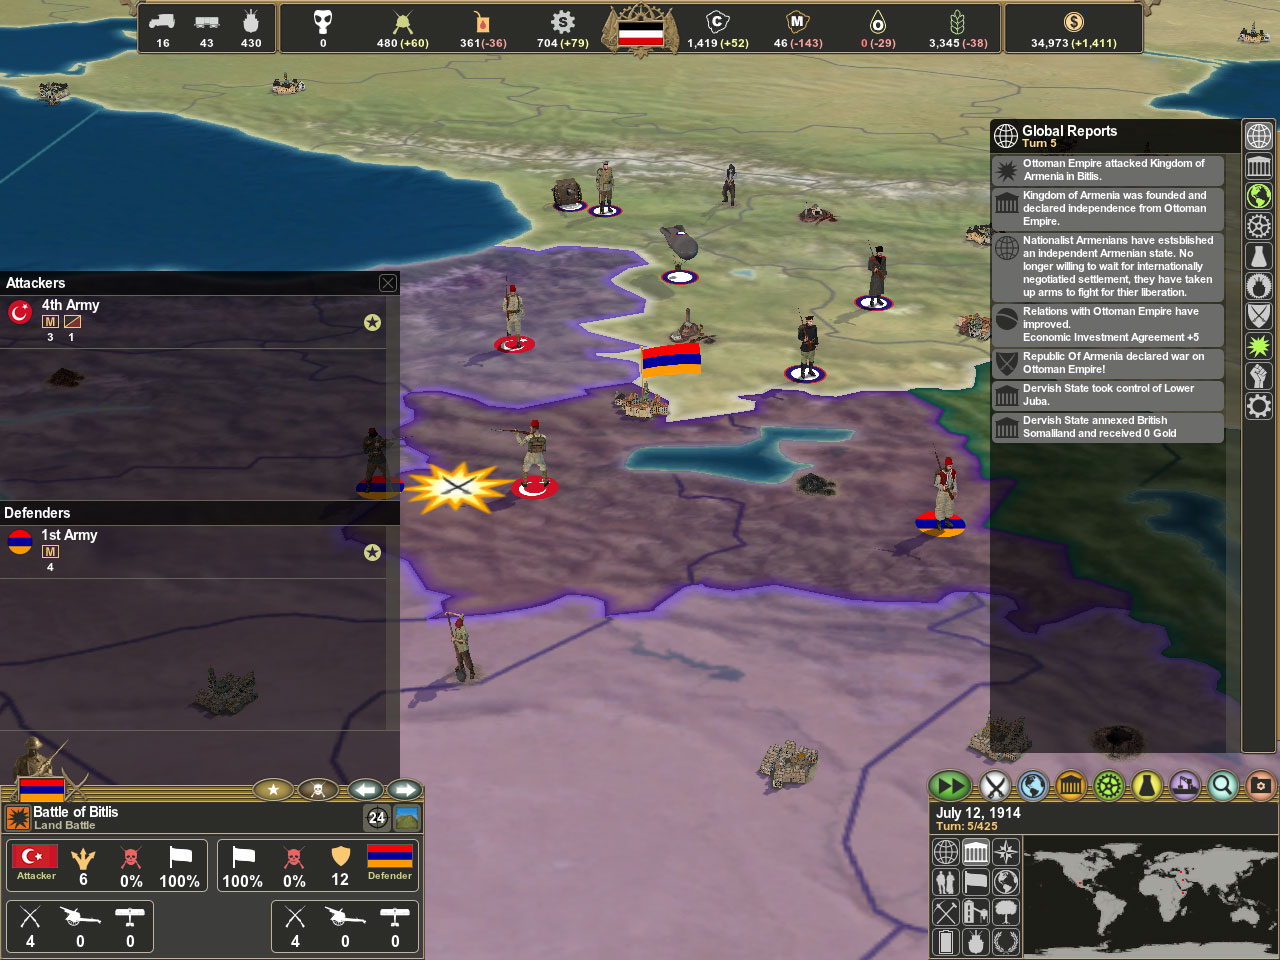 16 43 430
0 480 (+60) 361(-36) 704 (+79)
S
C M O S
1,419 (+52) 46 (-143) 0 (-29) 3,345 (-38) 34,973 (+1,411)
Global Reports
Turn 5
Ottoman Empire attacked Kingdom of
Armenia in Bitlis.
Kingdom of Armenia was founded and
declared independence from Ottoman
Empire.
Nationalist Armenians have estsblished
an independent Armenian state. No
longer willing to wait for internationally
negotiatied settlement, they have taken
up arms to fight for thier liberation.
Relations with Ottoman Empire have
improved.
Economic Investment Agreement +5
Republic Of Armenia declared war on
Ottoman Empire!
Dervish State took control of Lower
Juba.
Dervish State annexed British
Somaliland and received 0 Gold
Attackers
4th Army
M
3 1
Defenders
1st Army
M
4
Battle of Bitlis
Land Battle
24
Attacker 6 0% 100%
100% 0% 12 Defender
4 0 0
4 0 0
July 12, 1914
Turn: 5/425